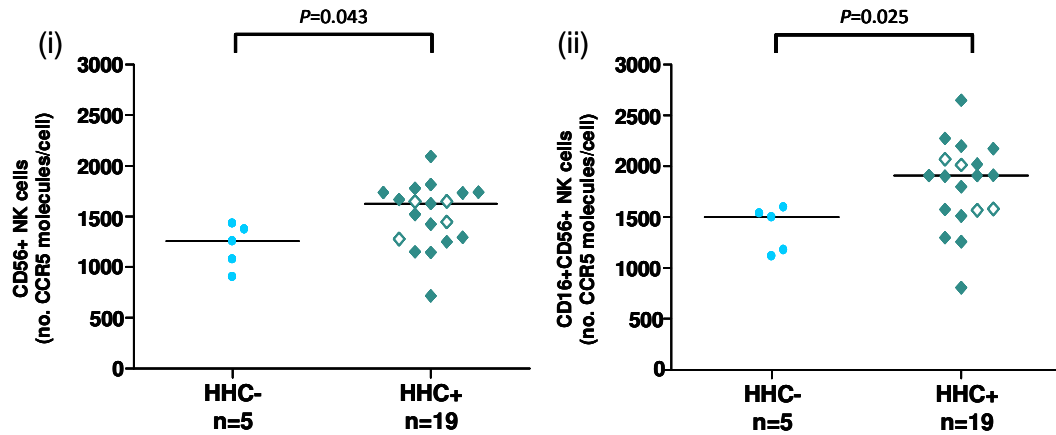 (i)
P=0.043
3000
2500
2000
1500
1000
500
0
CD56+ NK cells
(no. CCR5 molecules/cell)
HHC-
n=5
HHC+
n=19
(ii)
P=0.025
3000
2500
2000
1500
1000
500
0
CD16+CD56+ NK cells
(no. CCR5 molecules/cell)
HHC-
n=5
HHC+
n=19